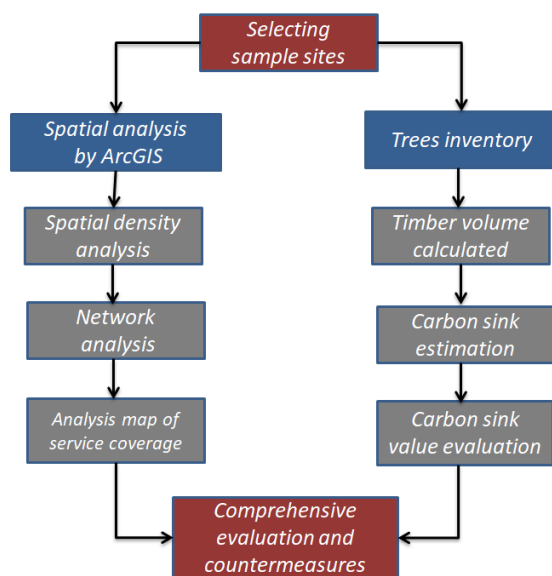 Selecting
sample sites
Spatial analysis
by ArcGIS
Trees inventory
Spatial density
analysis
Timber volume
calculated
Network
analysis
Carbon sink
estimation
Analysis map of
service coverage
Carbon sink
value evaluation
Comprehensive
evaluation and
countermeasures